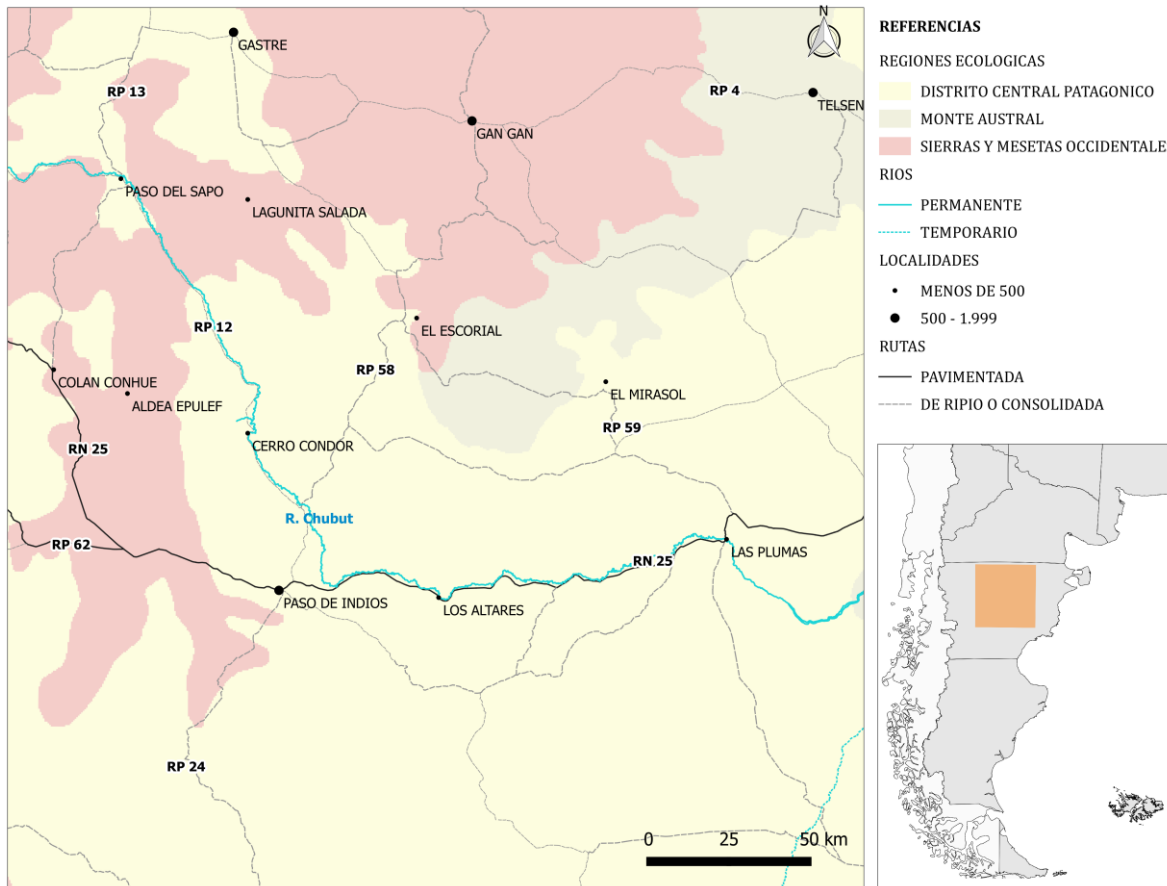 N
GASTRE
RP 13
RP 4
TELSEN
GAN GAN
PASO DEL SAPO
LAGUNITA SALADA
RP 12
EL ESCORIAL
RP 58
COLAN CONHUE
ALDEA EPULEF
EL MIRASOL
RP 59
CERRO CONDOR
RN 25
R. Chubut
RP 62
LAS PLUMAS
RN 25
PASO DE INDIOS
LOS ALTARES
RP 24
0 25 50 km
REFERENCIAS
REGIONES ECOLOGICAS
DISTRITO CENTRAL PATAGONICO
MONTE AUSTRAL
SIERRAS Y MESETAS OCCIDENTALE
RIOS
PERMANENTE
TEMPORARIO
LOCALIDADES
MENOS DE 500
500 - 1.999
RUTAS
PAVIMENTADA
DE RIPIO O CONSOLIDADA